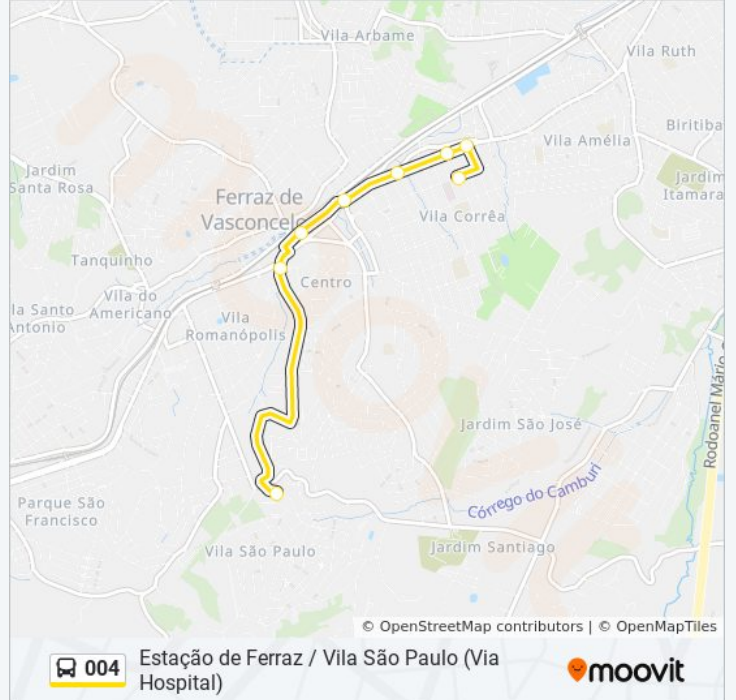 Vila Arbame
Vila Ruth
Biritiba
Vila Amélia
Jardim
Santa Rosa
Jardim
Itamara
Ferraz de
Vasconcelo
Vila Corrêa
Tanquinho
Centro
Vila do
Americano
la Santo
Antonio
Vila
Romanópolis
Rodoanel Mário
Jardim São José
Córrego do Camburi
Parque São
Francisco
Vila São Paulo
Jardim Santiago
© OpenStreetMap contributors | © OpenMapTiles
004
Estação de Ferraz / Vila São Paulo (Via
Hospital)
moovit